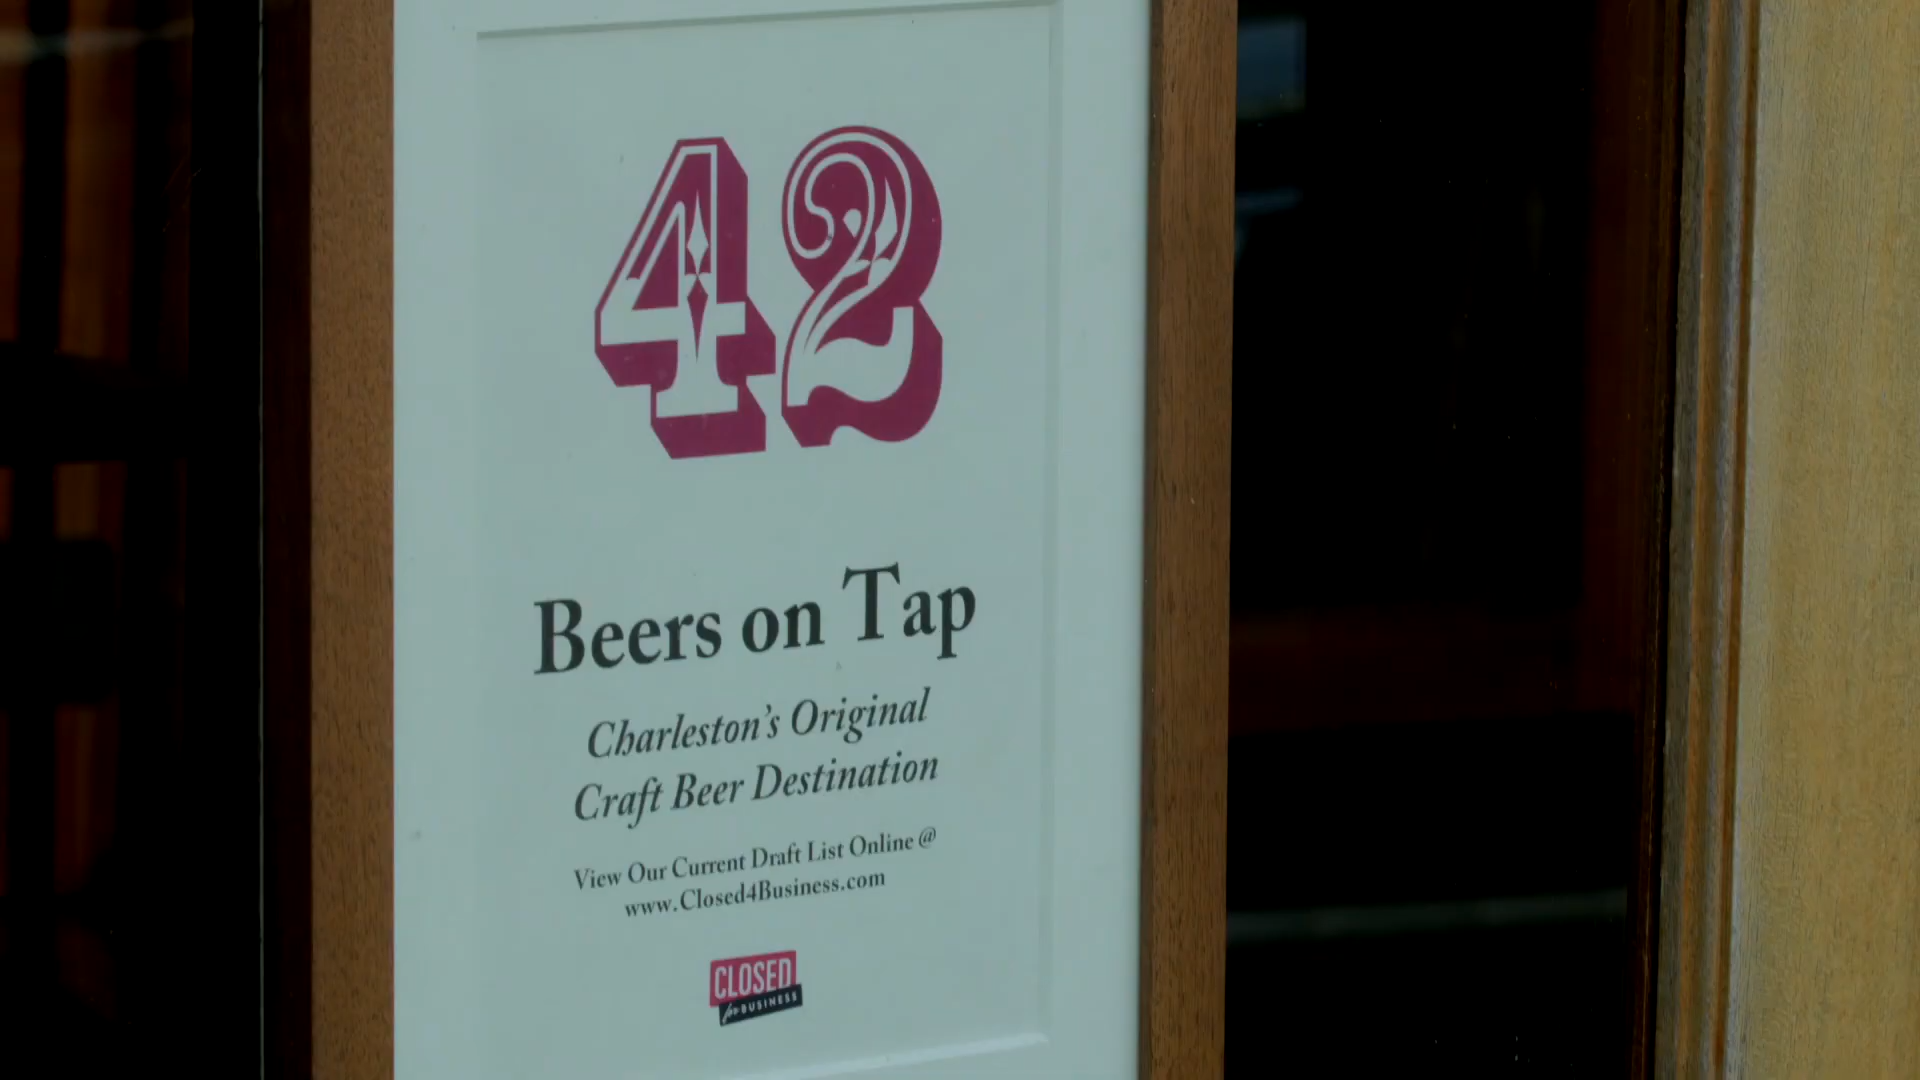 42
Beers on Tap
Charleston's Original
Craft Beer Destination
View Our Current Draft List Online @
www.Closed4Business.com
CLOSED
for BUSINESS